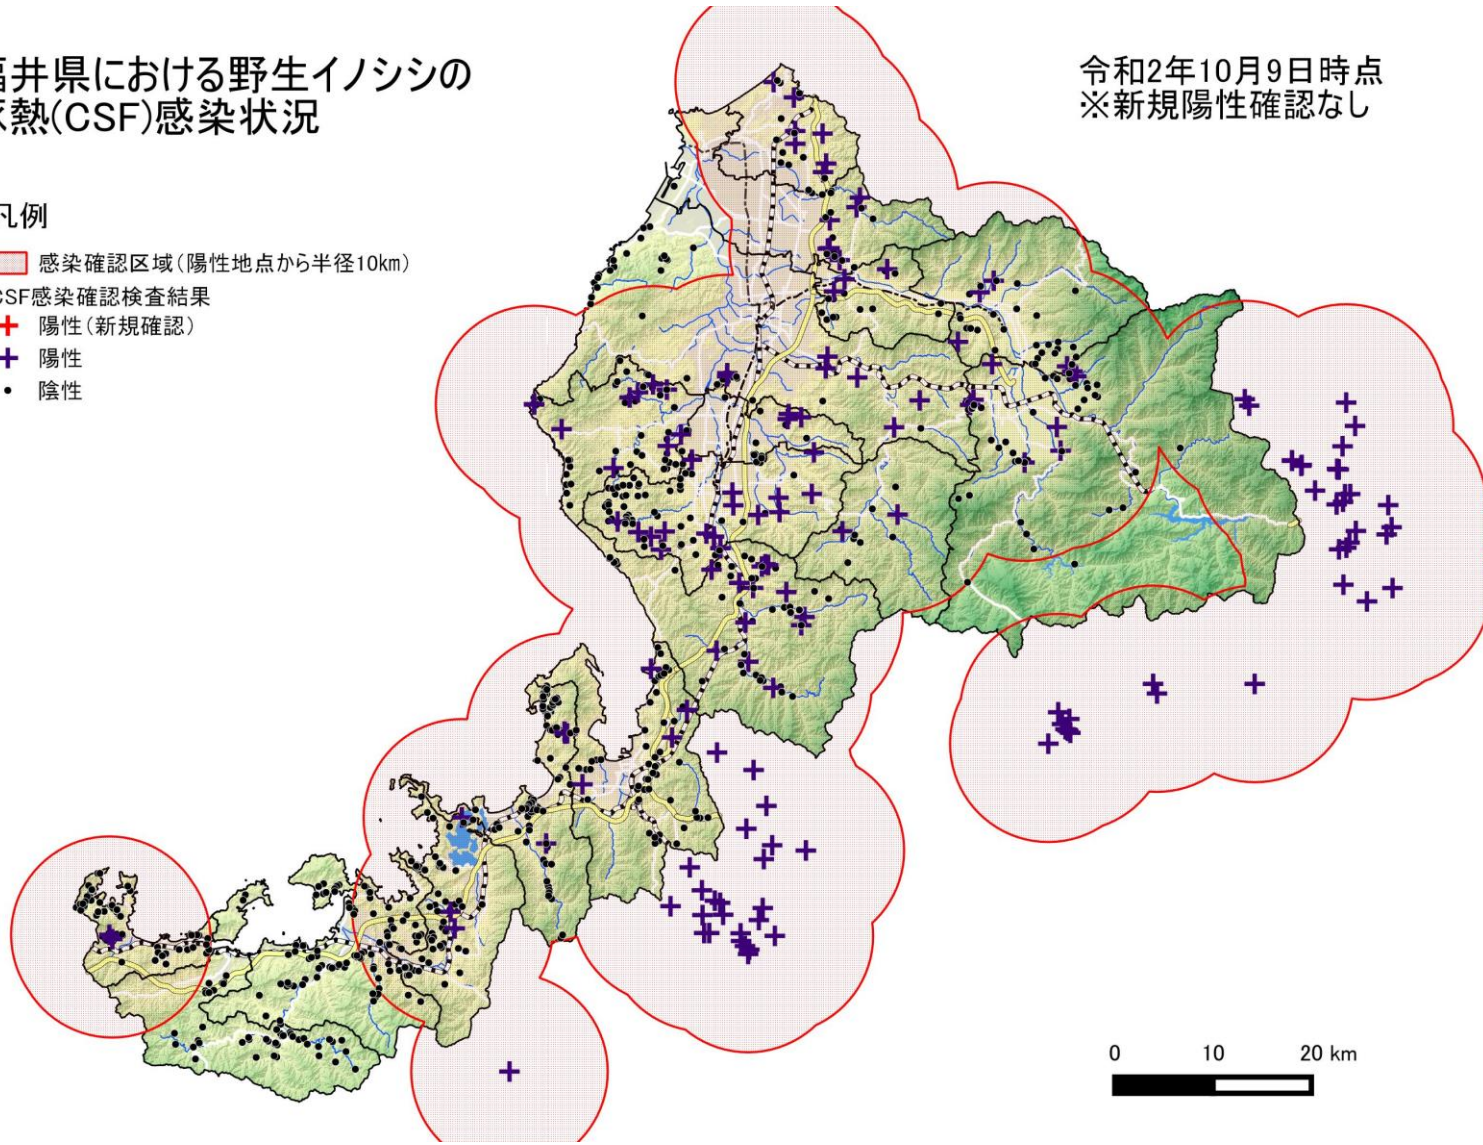 井県における野生イノシシの
熱(CSF)感染状況
令和2年10月9日時点
※新規陽性確認なし
凡例
感染確認区域(陽性地点から半径10km)
CSF感染確認検査結果
陽性(新規確認)
陽性
陰性
0 10 20 km